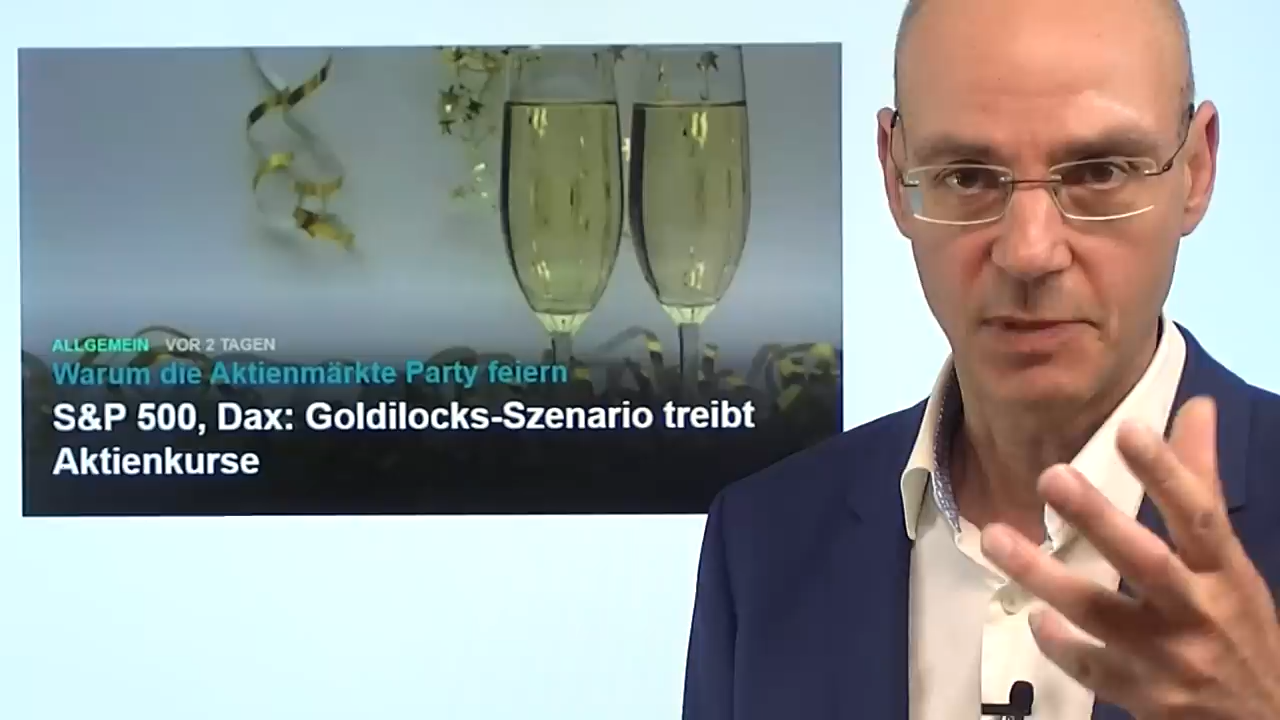 ALLGEMEIN VOR 2 TAGEN
Warum die Aktienmärkte Party feiern
S&P 500, Dax: Goldilocks-Szenario treibt
Aktienkurse